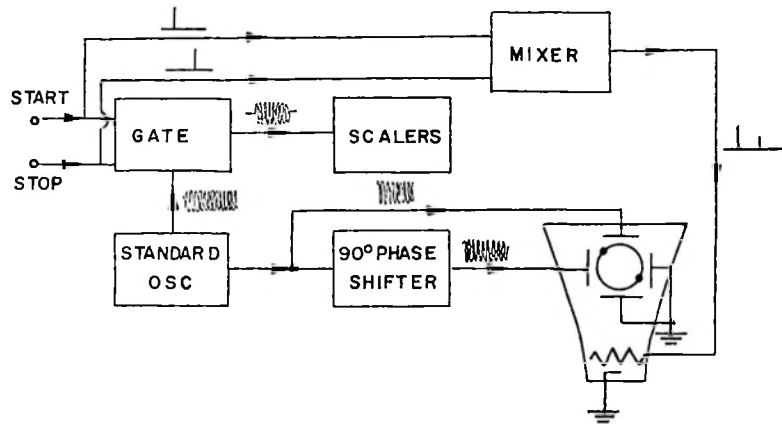 MIXER
START
GATE
SCALERS
STOP
STANDARD
OSC
90° PHASE
SHIFTER